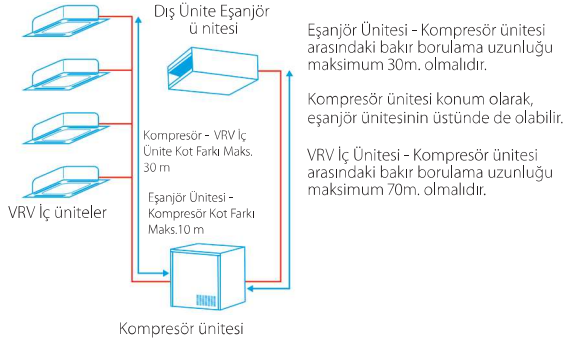 Dış Ünite Eşanjör
ü nitesi
Kompresör - VRV İç
Ünite Kot Farkı Maks.
30 m
Eşanjör Ünitesi -
Kompresör Kot Farkı
Maks.10 m
VRV İç üniteler
Kompresör ünitesi
Eşanjör Ünitesi - Kompresör ünitesi
arasındaki bakır borulama uzunluğu
maksimum 30m. olmalıdır.
Kompresör ünitesi konum olarak,
eşanjör ünitesinin üstünde de olabilir.
VRV İç Ünitesi - Kompresör ünitesi
arasındaki bakır borulama uzunluğu
maksimum 70m. olmalıdır.